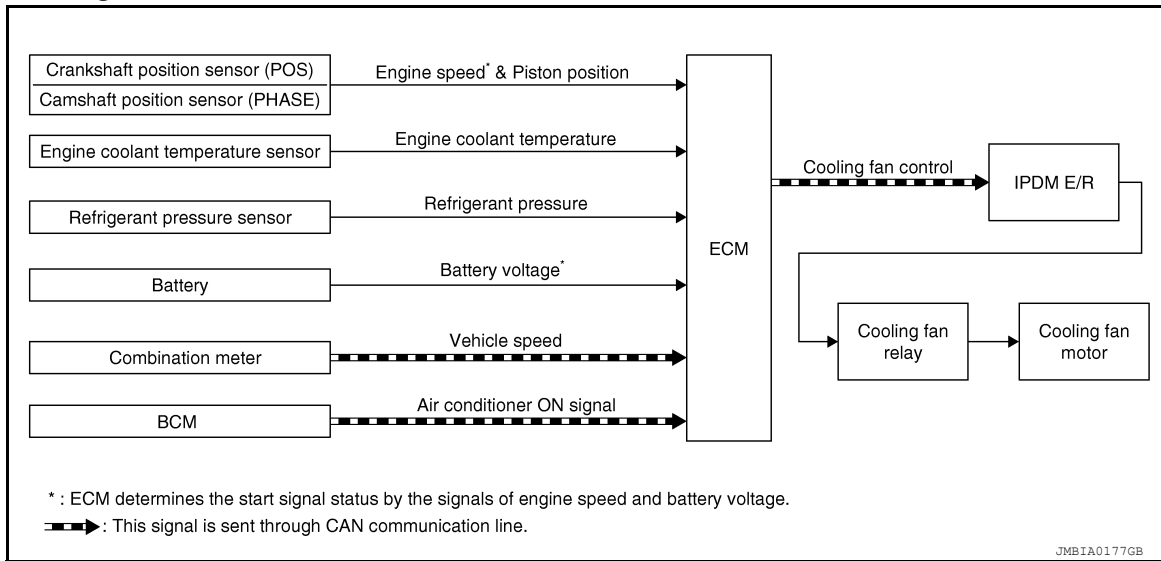 Crankshaft position sensor (POS)
Camshaft position sensor (PHASE)
Engine speed* & Piston position
Engine coolant temperature sensor
Engine coolant temperature
Refrigerant pressure sensor
Refrigerant pressure
Battery
Battery voltage*
Combination meter
Vehicle speed
BCM
Air conditioner ON signal
ECM
Cooling fan control
IPDM E/R
Cooling fan
relay
Cooling fan
motor
* : ECM determines the start signal status by the signals of engine speed and battery voltage.
: This signal is sent through CAN communication line.
JMBIA0177GB